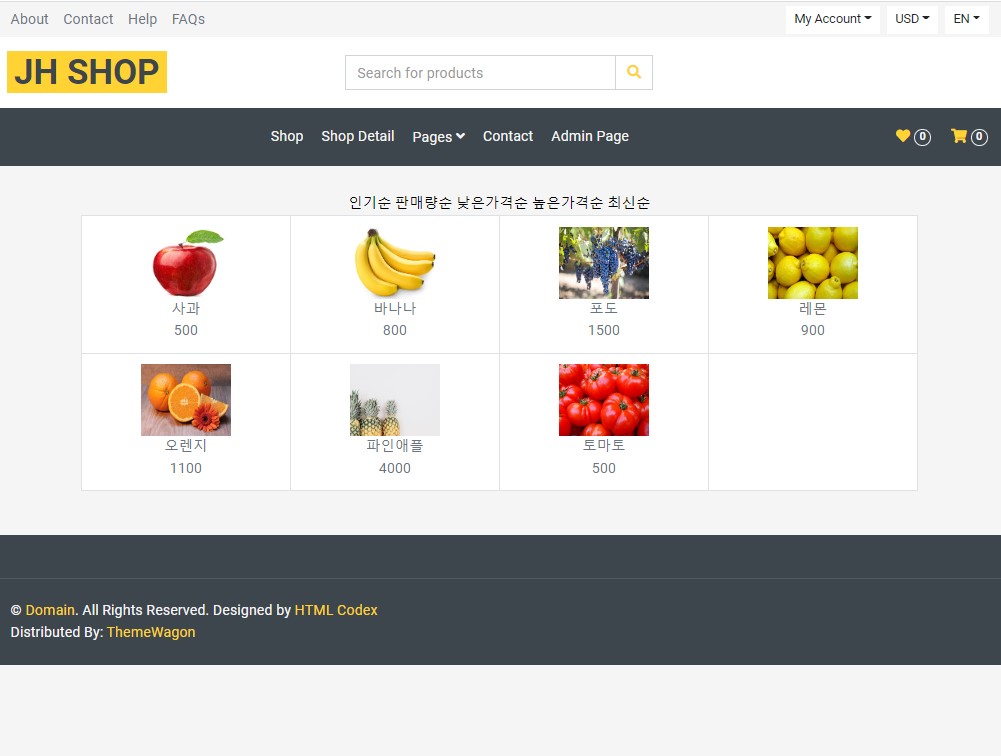 About Contact Help FAQs My Account USD EN
JH SHOP Search for products
Shop Shop Detail Pages Contact Admin Page 0 0
인기순 판매량순 낮은가격순 높은가격순 최신순
사과 바나나 포도 레몬
500 800 1500 900
오렌지 파인애플 토마토
1100 4000 500
© Domain. All Rights Reserved. Designed by HTML Codex
Distributed By: ThemeWagon